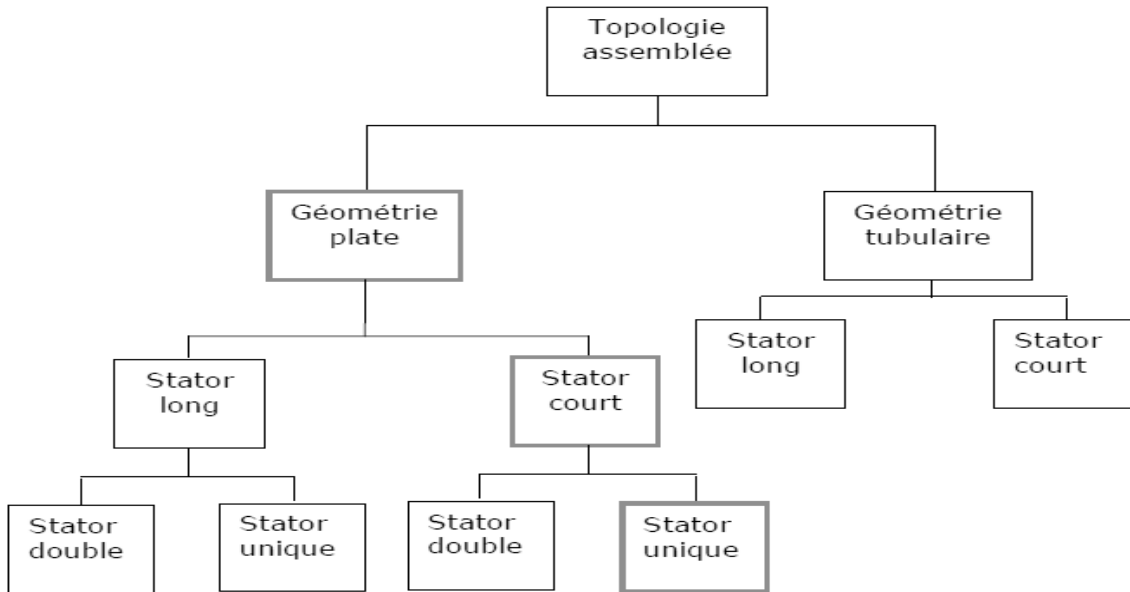 Topologie
assemblée
Géométrie
plate
Géométrie
tubulaire
Stator
long
Stator
court
Stator
long
Stator
court
Stator
double
Stator
unique
Stator
double
Stator
unique